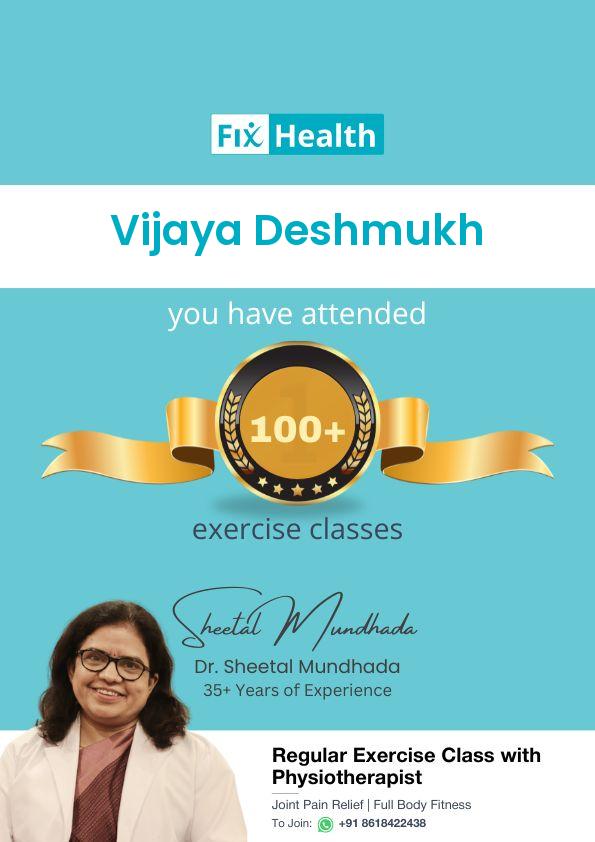 Fix Health
Vijaya Deshmukh
you have attended
100+
exercise classes
Sheetal Mundhada
Dr. Sheetal Mundhada
35+ Years of Experience
Regular Exercise Class with
Physiotherapist
Joint Pain Relief | Full Body Fitness
To Join: +91 8618422438